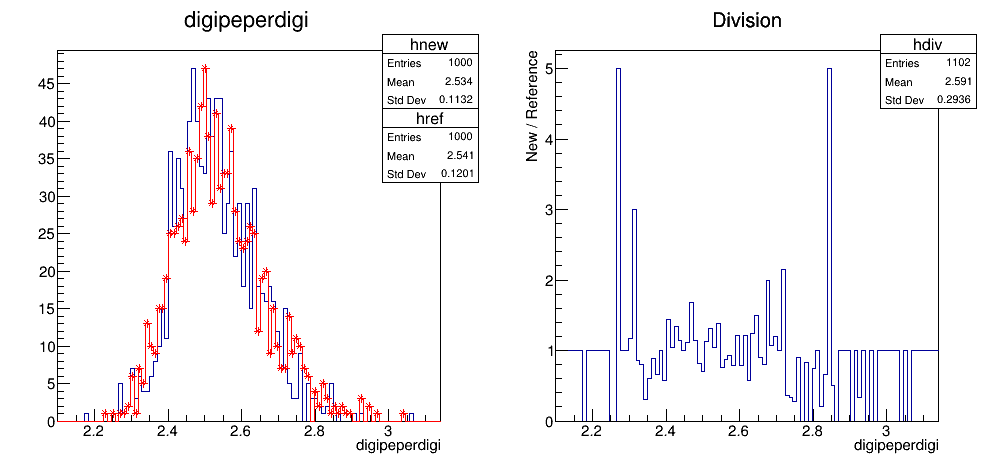 digipeperdigi
hnew
Entries 1000
Mean 2.534
Std Dev 0.1132
href
Entries 1000
Mean 2.541
Std Dev 0.1201
45
40
35
30
25
20
15
10
5
0
2.2 2.4 2.6 2.8 3
digipeperdigi
Division
hdiv
Entries 1102
Mean 2.591
Std Dev 0.2936
New / Reference
5
4
3
2
1
0
2.2 2.4 2.6 2.8 3
digipeperdigi